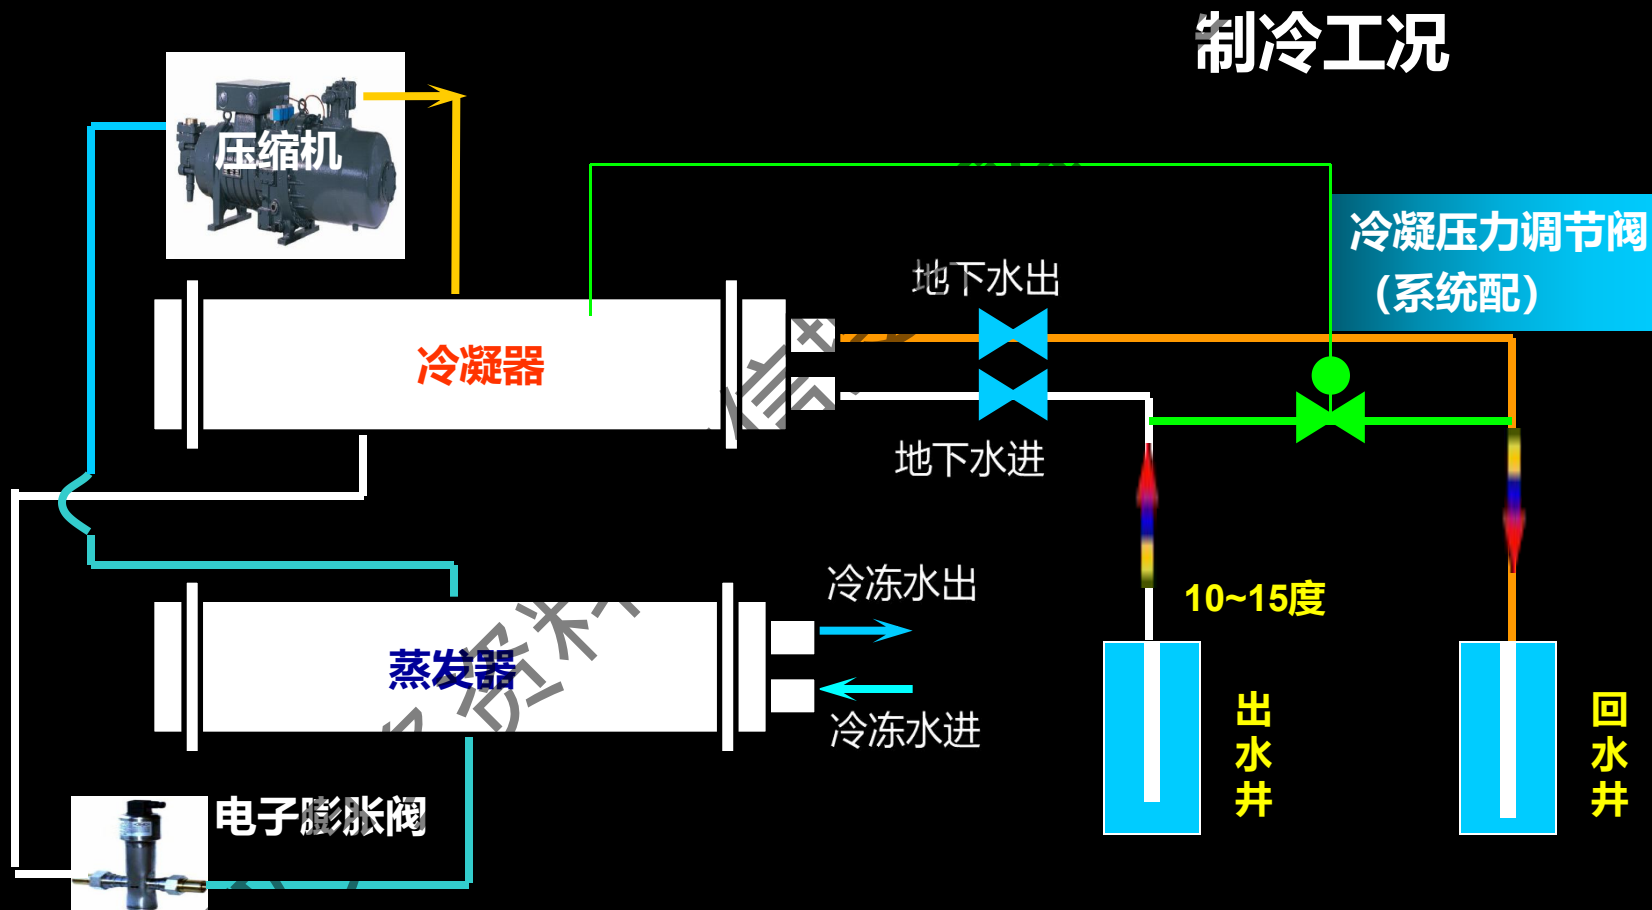 制冷工况
压缩机
冷凝压力调节阀
（系统配）
地下水出
冷凝器
地下水进
冷冻水出
10~15度
蒸发器
出水井
回水井
冷冻水进
电子膨胀阀